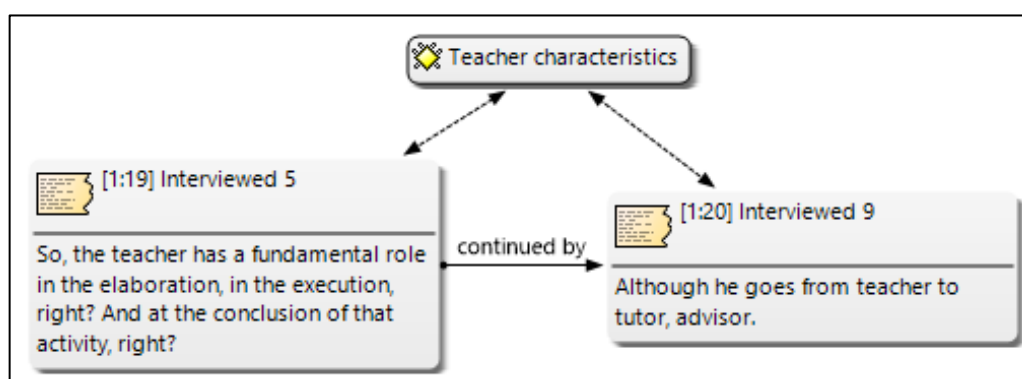 Teacher characteristics
[1:19] Interviewed 5
So, the teacher has a fundamental role
in the elaboration, in the execution,
right? And at the conclusion of that
activity, right?
continued by
[1:20] Interviewed 9
Although he goes from teacher to
tutor, advisor.